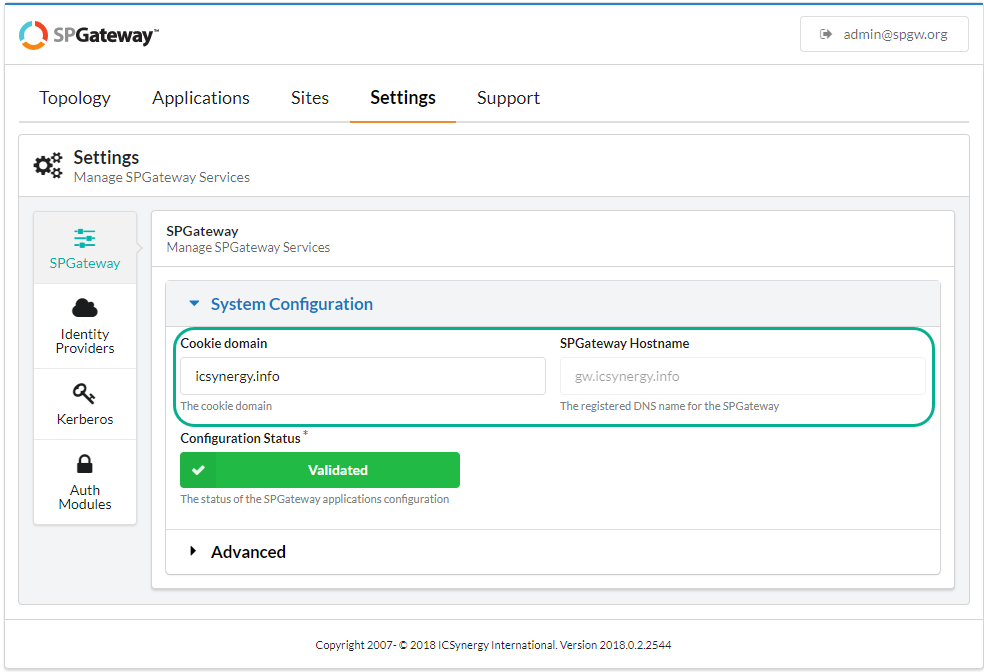 SPGateway™
admin@spgw.org
Topology Applications Sites Settings Support
Settings
Manage SPGateway Services
SPGateway
Identity
Providers
Kerberos
Auth
Modules
SPGateway
Manage SPGateway Services
System Configuration
Cookie domain
icsynergy.info
The cookie domain
SPGateway Hostname
gw.icsynergy.info
The registered DNS name for the SPGateway
Configuration Status *
Validated
The status of the SPGateway applications configuration
Advanced
Copyright 2007- © 2018 ICSynergy International. Version 2018.0.2.2544